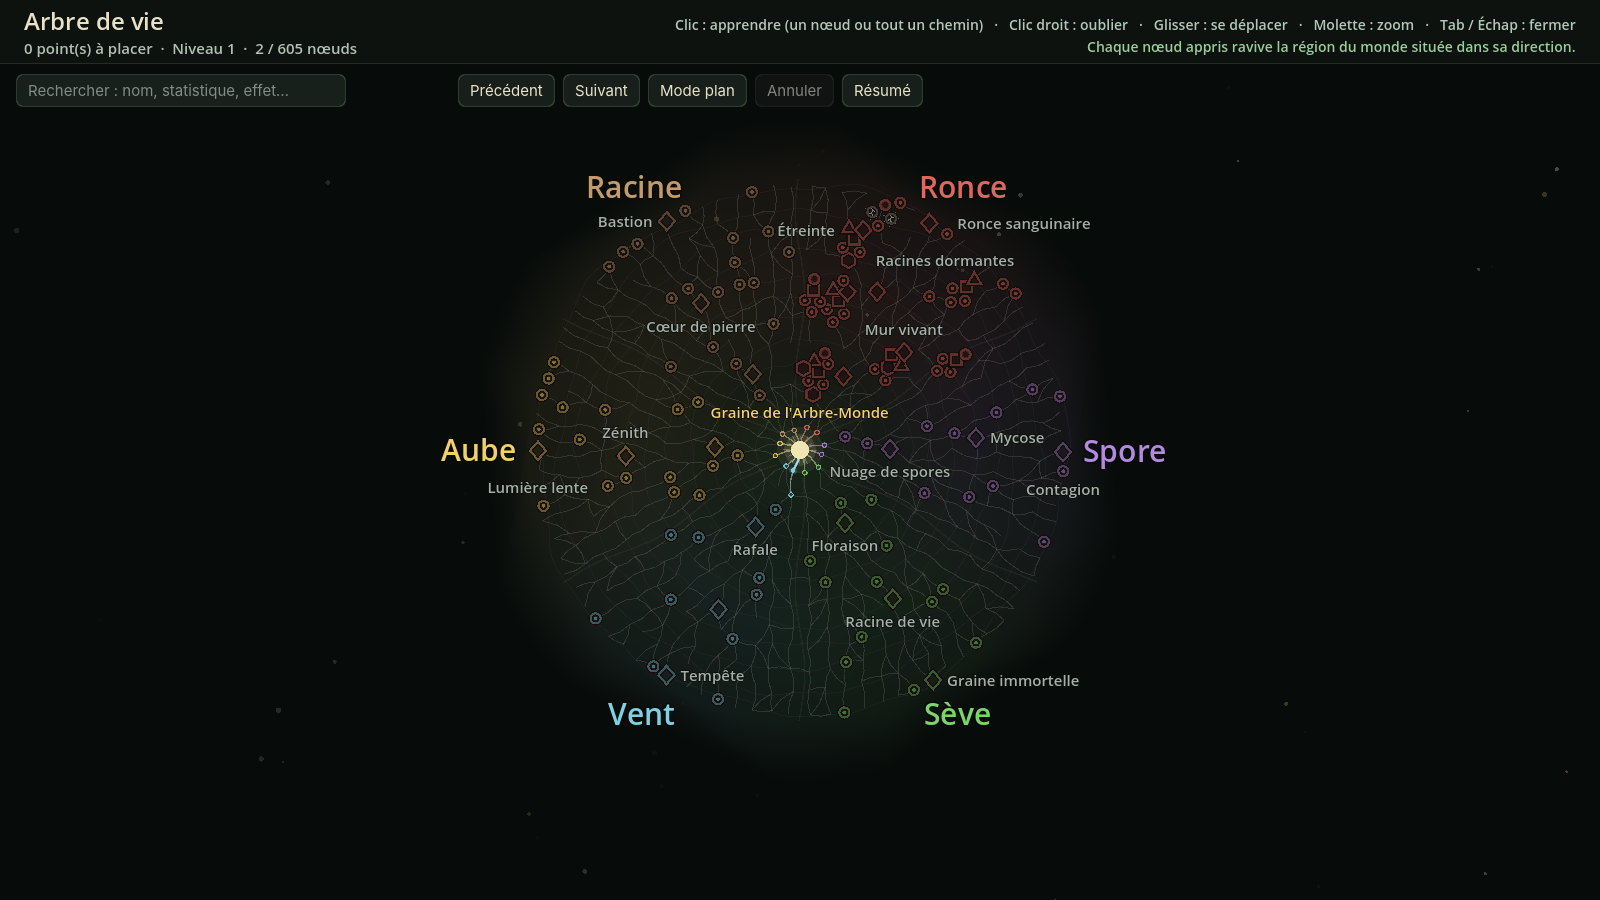 Arbre de vie
0 point(s) à placer · Niveau 1 · 2 / 605 nœuds
Clic : apprendre (un nœud ou tout un chemin) · Clic droit : oublier · Glisser : se déplacer · Molette : zoom · Tab / Échap : fermer
Chaque nœud appris ravive la région du monde située dans sa direction.
Rechercher : nom, statistique, effet...
Précédent
Suivant
Mode plan
Annuler
Résumé
Racine
Ronce
Bastion
Étreinte
Ronce sanguinaire
Racines dormantes
Cœur de pierre
Mur vivant
Graine de l'Arbre-Monde
Zénith
Mycose
Aube
Spore
Nuage de spores
Lumière lente
Contagion
Rafale
Floraison
Racine de vie
Tempête
Graine immortelle
Vent
Sève